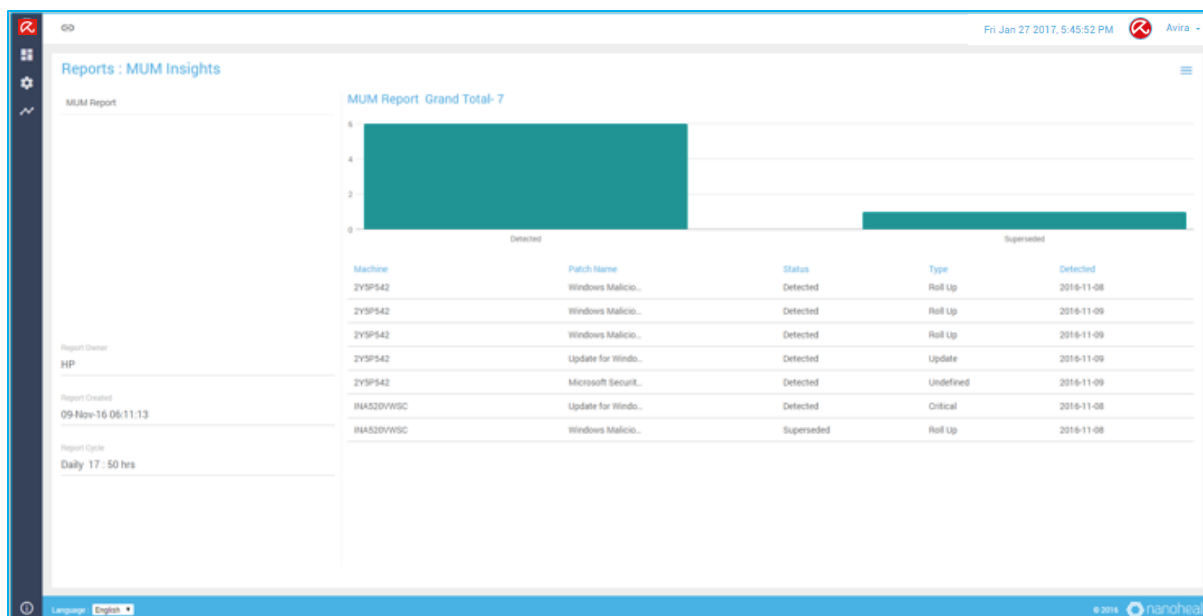 Fri Jan 27 2017, 5:45:52 PM Avira
Reports : MUM Insights
MUM Report
MUM Report Grand Total- 7
6
4
2
0
Detected Superseded
Machine Patch Name Status Type Detected
2Y5P542 Windows Malicio... Detected Roll Up 2016-11-08
2Y5P542 Windows Malicio... Detected Roll Up 2016-11-09
2Y5P542 Windows Malicio... Detected Roll Up 2016-11-09
2Y5P542 Update for Windo... Detected Update 2016-11-09
2Y5P542 Microsoft Securit... Detected Undefined 2016-11-09
INA520VWSC Update for Windo... Detected Critical 2016-11-08
INA520VWSC Windows Malicio... Superseded Roll Up 2016-11-08
Report Owner
HP
Report Created
09-Nov-16 06:11:13
Report Cycle
Daily 17 : 50 hrs
Language : English © 2016 nanoheal